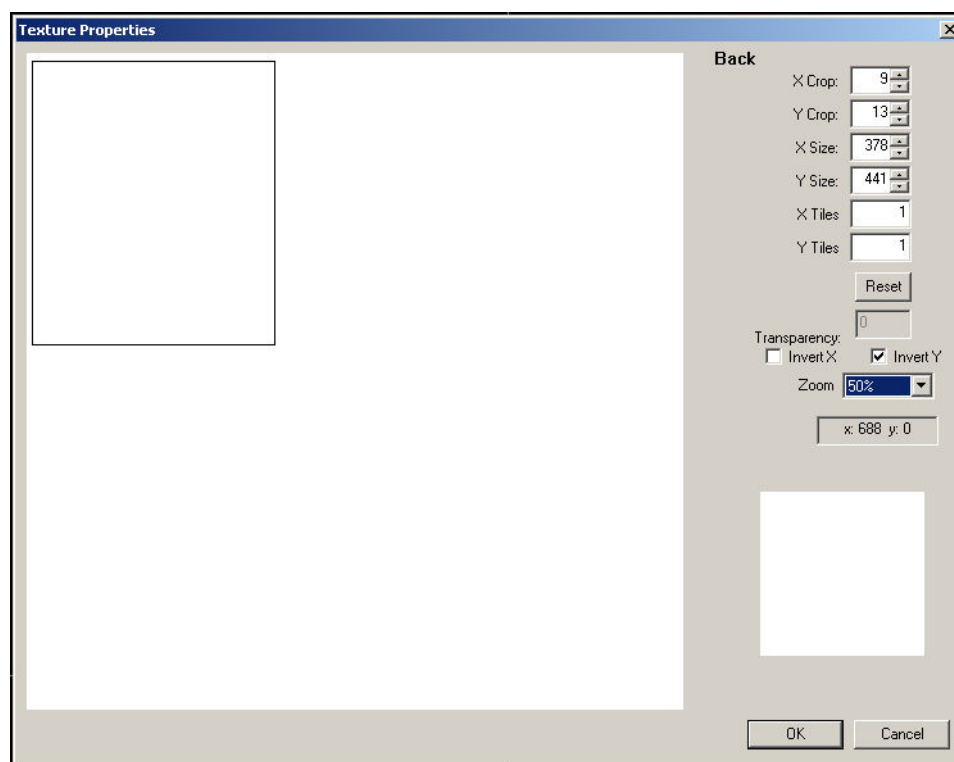 Texture Properties
Back
X Crop: 9
Y Crop: 13
X Size: 378
Y Size: 441
X Tiles 1
Y Tiles 1
Reset
0
Transparency:
Invert X Invert Y
Zoom 50%
x: 688 y: 0
OK Cancel